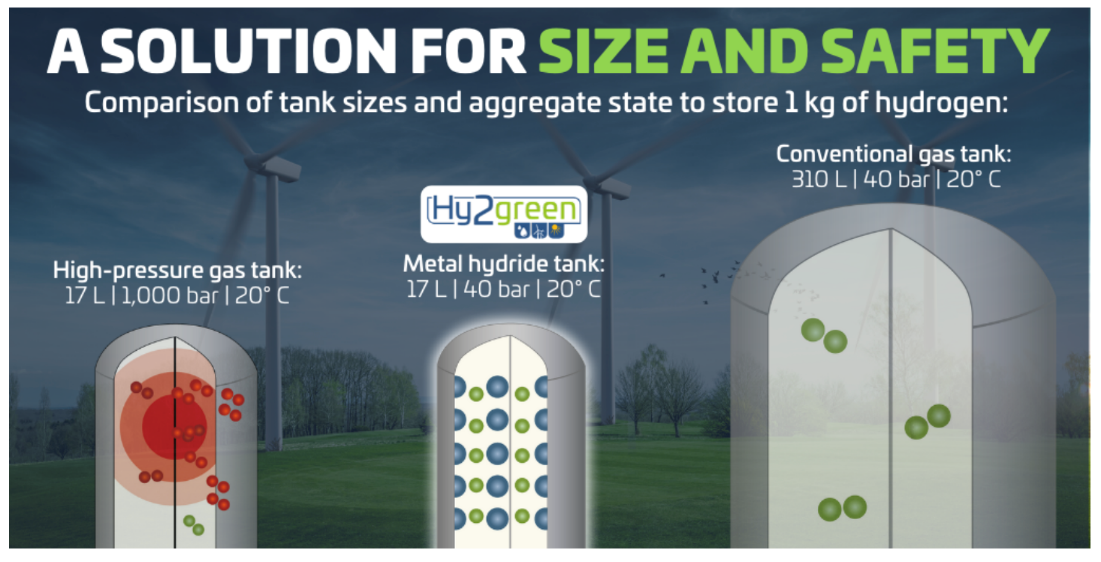 A SOLUTION FOR SIZE AND SAFETY
Comparison of tank sizes and aggregate state to store 1 kg of hydrogen:
Conventional gas tank:
310 L | 40 bar | 20° C
Hy2green
Metal hydride tank:
17 L | 40 bar | 20° C
High-pressure gas tank:
17 L | 1,000 bar | 20° C